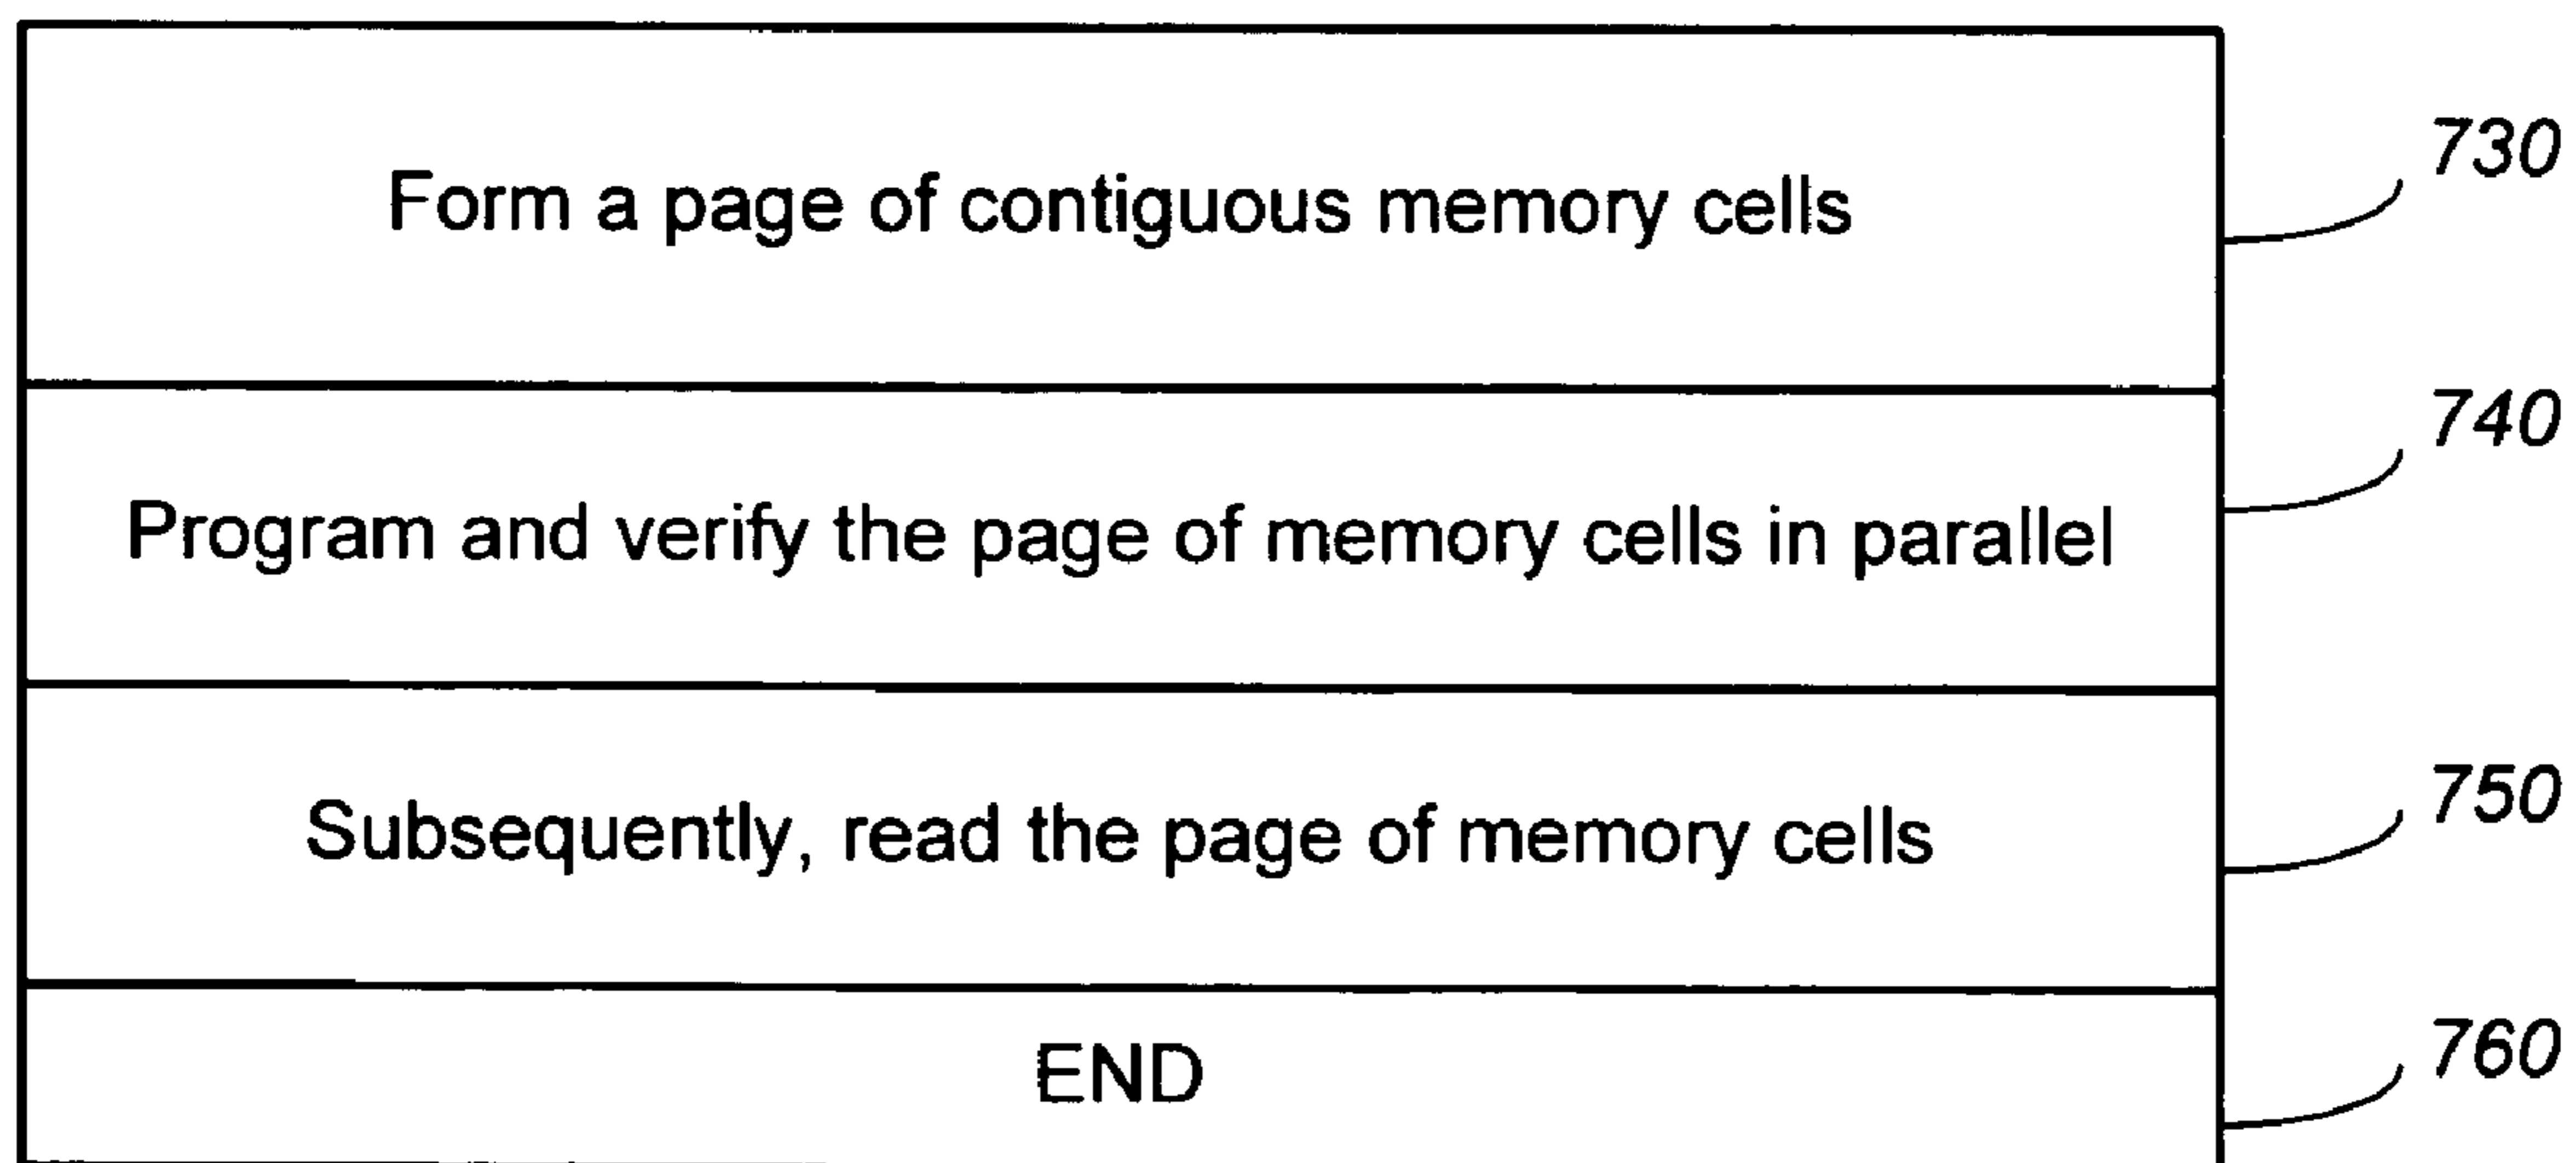 Form a page of contiguous memory cells
730
Program and verify the page of memory cells in parallel
740
Subsequently, read the page of memory cells
750
END
760